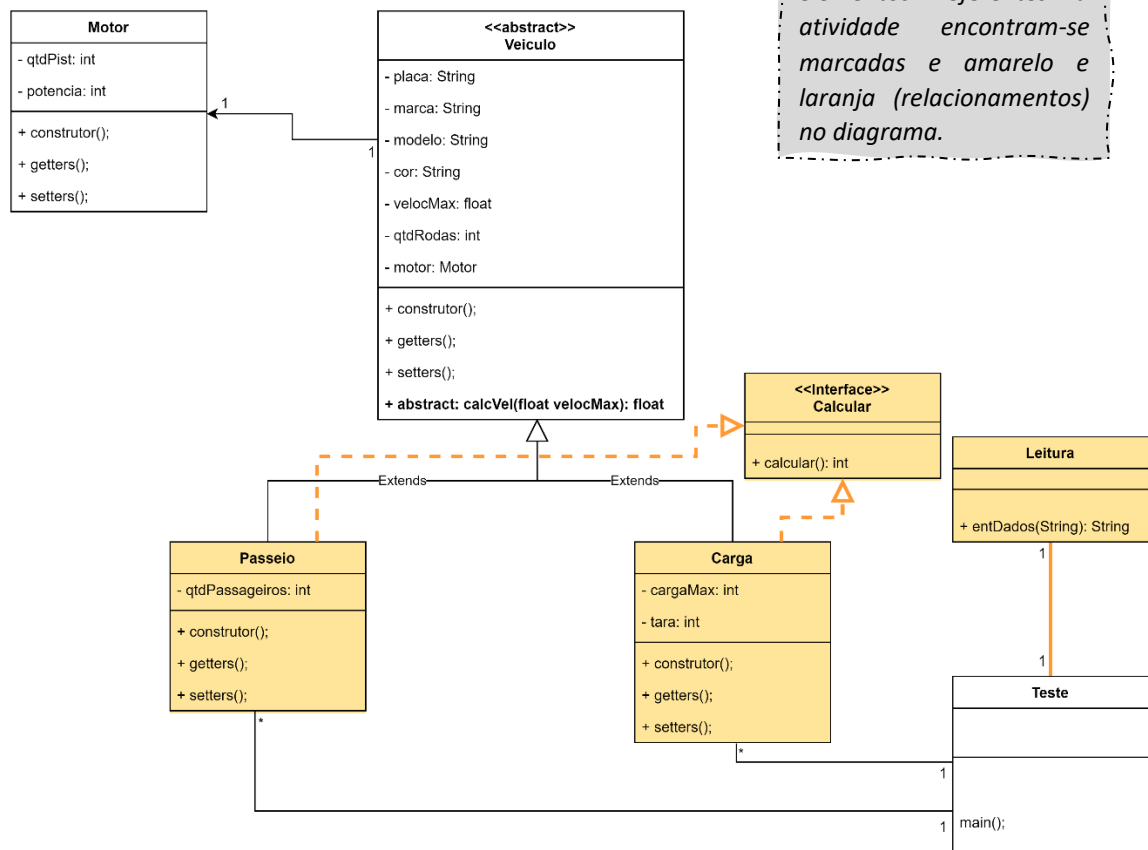 Motor
- qtdPist: int
- potencia: int
+ construtor();
+ getters();
+ setters();
1
1
<<abstract>>
Veiculo
- placa: String
- marca: String
- modelo: String
- cor: String
- velocMax: float
- qtdRodas: int
- motor: Motor
+ construtor();
+ getters();
+ setters();
+ abstract: calcVel(float velocMax): float
atividade encontram-se
marcadas e amarelo e
laranja (relacionamentos)
no diagrama.
<<Interface>>
Calcular
+ calcular(): int
Leitura
+ entDados(String): String
1
1
Extends
Extends
Passeio
- qtdPassageiros: int
+ construtor();
+ getters();
+ setters();
*
Carga
- cargaMax: int
- tara: int
+ construtor();
+ getters();
+ setters();
*
Teste
1
1
main();